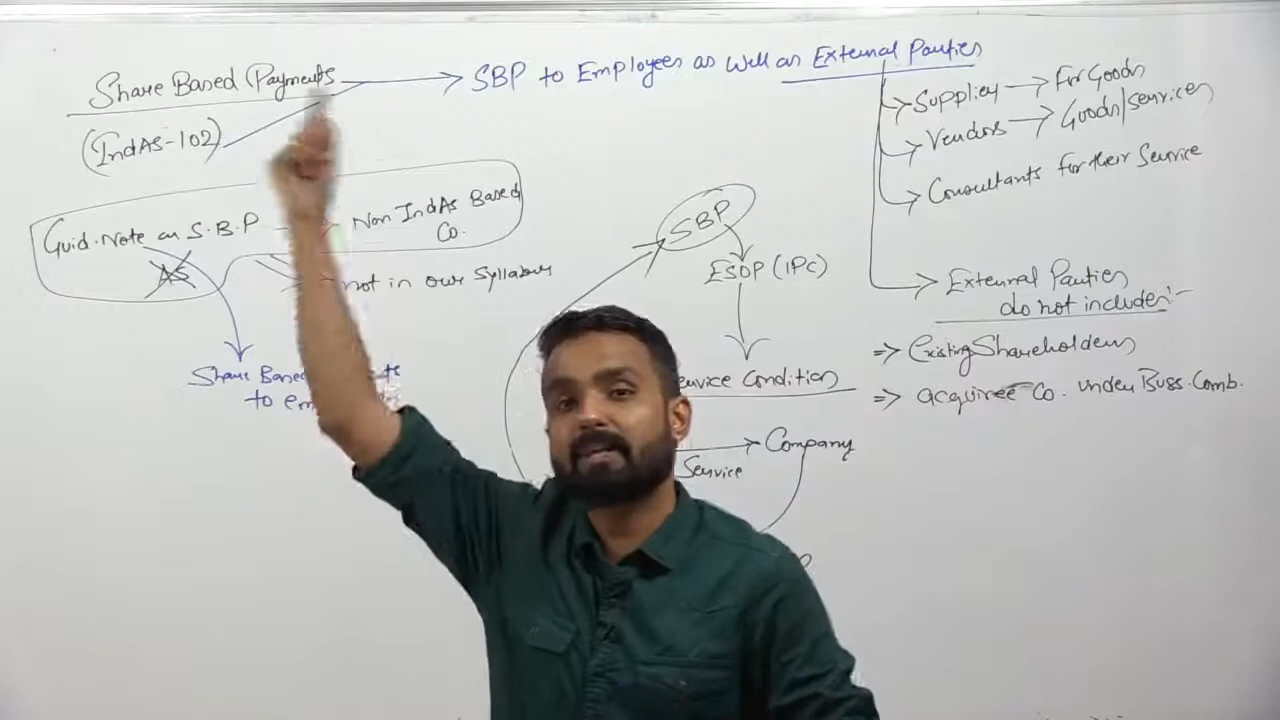 Share Based Payments
SBP to Employees as well as External Parties
(IndAS-102)
Supplier → For Goods
Vendors → Goods/services
Consultants for their Service
Guid. Note on S.B.P
Non IndAs Based
Co.
AS
not in our Syllabus
Share Based
to em
SBP
ESOP (IPC)
ervice Condition
Company
Service
External Parties
do not include:-
⇒ Existing Shareholders
⇒ acquiree Co. under Buss. Comb.